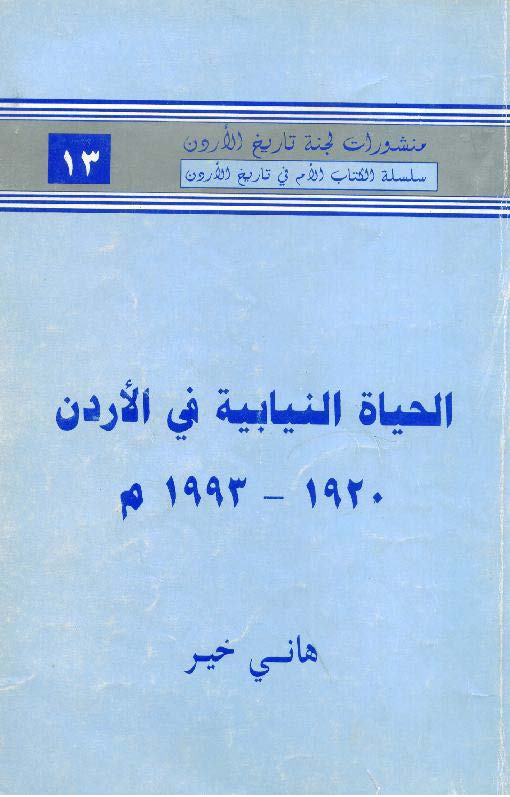 منشورات لجنة تاريخ الأردن
سلسلة الكتاب الأم في تاريخ الأردن
١٣
الحياة النيابية في الأردن
١٩٢٠ - ١٩٩٣ م
هاني خير